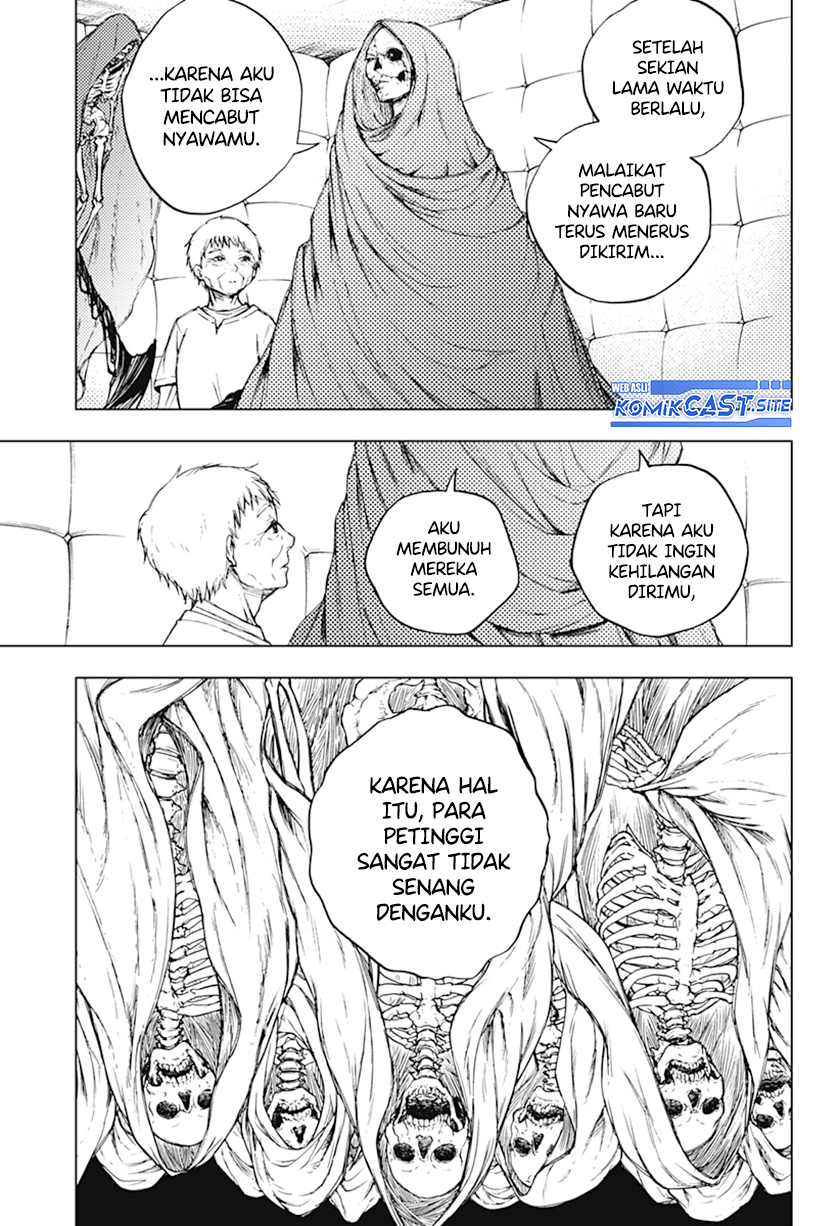 SETELAH
SEKIAN
LAMA WAKTU
BERLALU,
MALAIKAT
PENCABUT
NYAWA BARU
TERUS MENERUS
DIKIRIM...
...KARENA AKU
TIDAK BISA
MENCABUT
NYAWAMU.
WEB ASLI
KOMIKCAST.SITE
TAPI
KARENA AKU
TIDAK INGIN
KEHILANGAN
DIRIMU,
AKU
MEMBUNUH
MEREKA
SEMUA.
KARENA HAL
ITU, PARA
PETINGGI
SANGAT TIDAK
SENANG
DENGANKU.